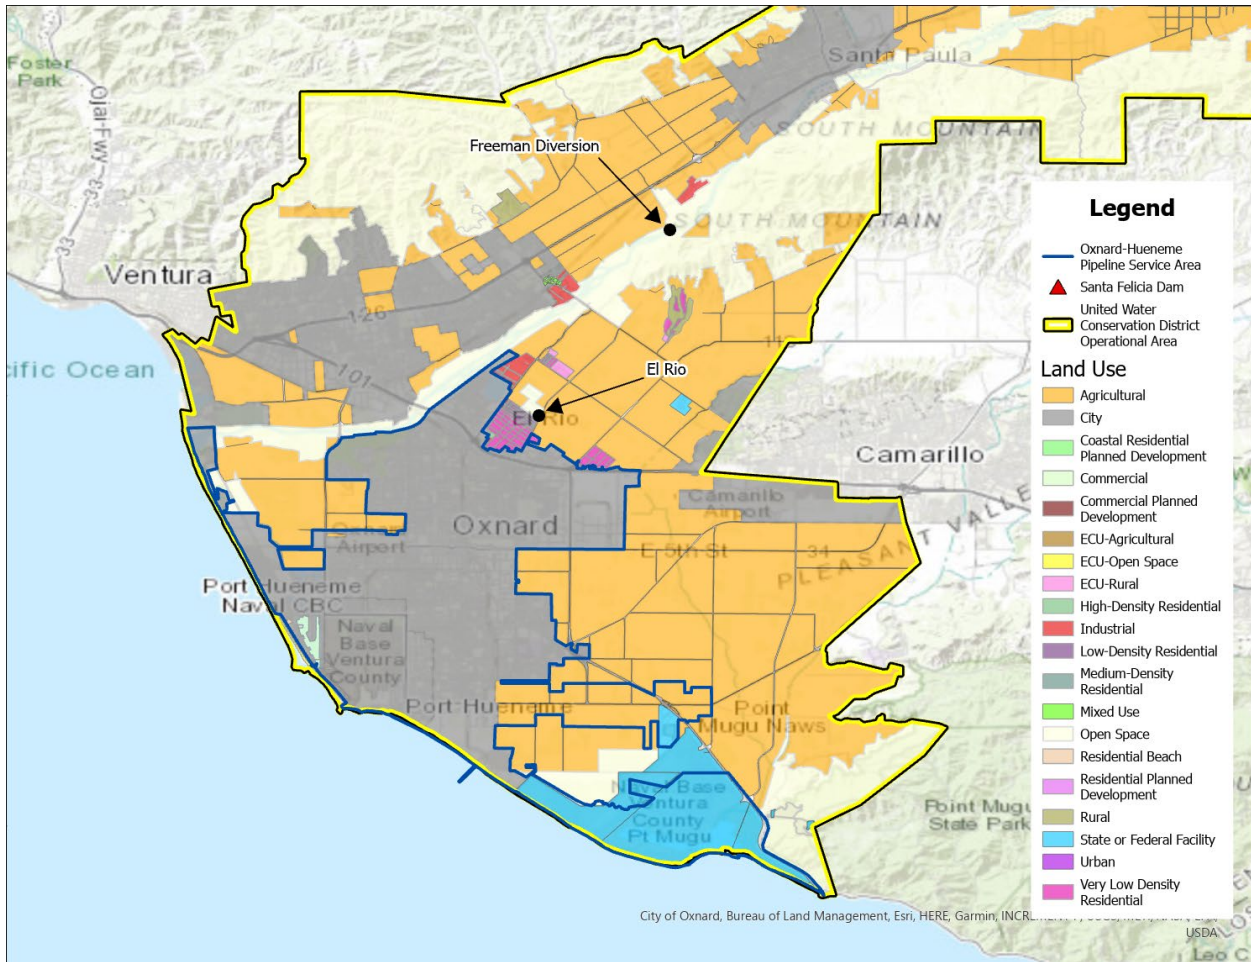 Foster
Park
Ojai-Fwy-33
33
Santa Paula
SOUTH MOUNTAIN
Freeman Diversion
SOUTH MOUNTAIN
Ventura
126
118
101
cific Ocean
El Rio
El Rio
Camarillo
Camarillo
Airport
Oxnard
Airport
E 5th St
34
PLEASANT VALLE
Port Hueneme
Naval CBC
Naval
Base
Ventura
County
Port Hueneme
Point
Mugu Naws
Naval Base
Ventura
County
Pt Mugu
Point Mugu
State Park
Leo C
Legend
Oxnard-Hueneme
Pipeline Service Area
Santa Felicia Dam
United Water
Conservation District
Operational Area
Land Use
Agricultural
City
Coastal Residential
Planned Development
Commercial
Commercial Planned
Development
ECU-Agricultural
ECU-Open Space
ECU-Rural
High-Density Residential
Industrial
Low-Density Residential
Medium-Density
Residential
Mixed Use
Open Space
Residential Beach
Residential Planned
Development
Rural
State or Federal Facility
Urban
Very Low Density
Residential
City of Oxnard, Bureau of Land Management, Esri, HERE, Garmin,
USDA